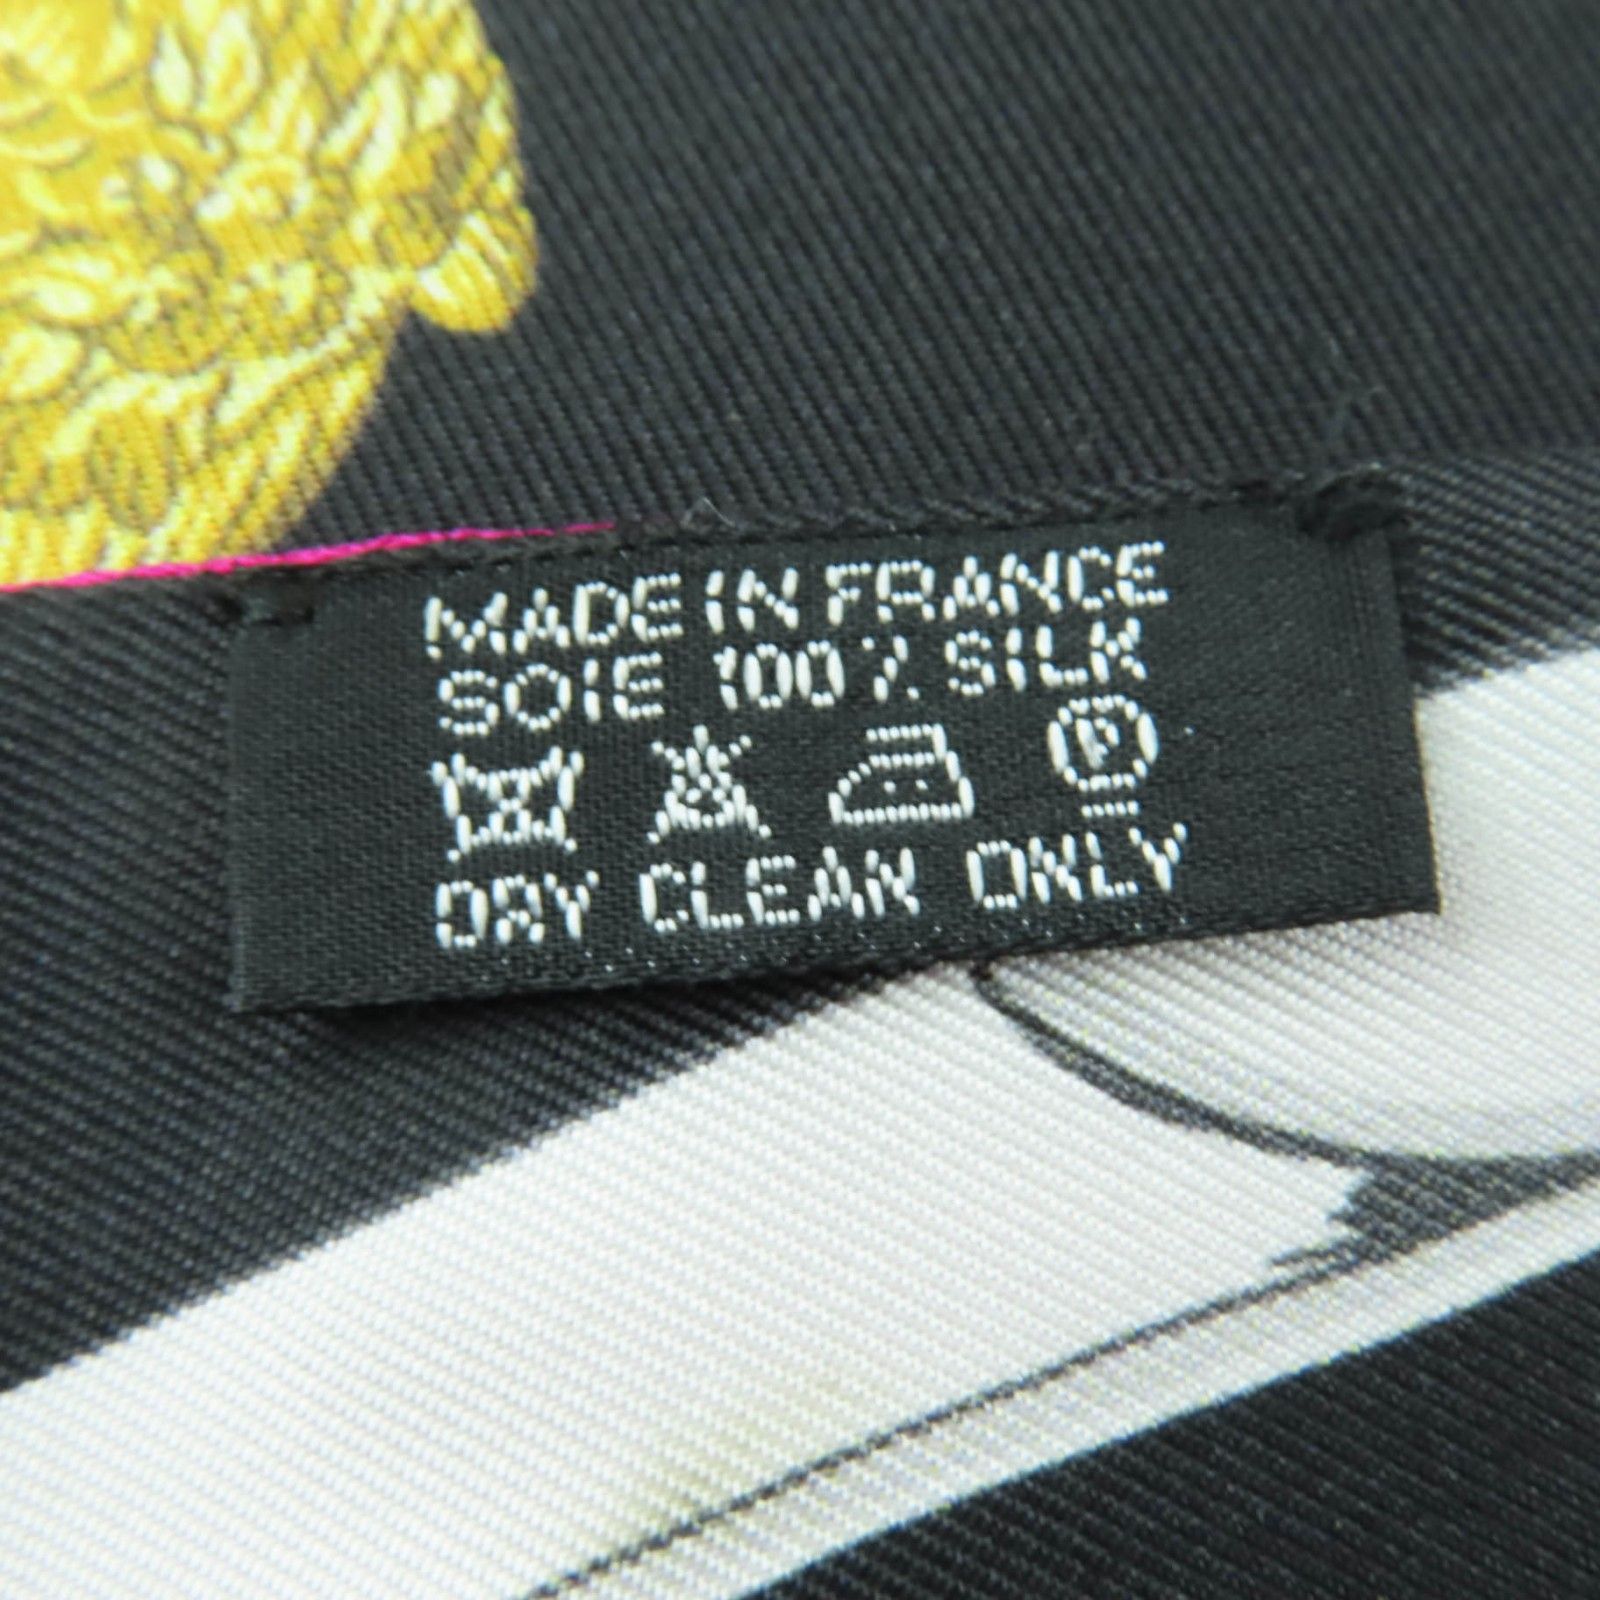 MADE IN FRANCE
SOIE 100% SILK
P
DRY CLEAN ONLY